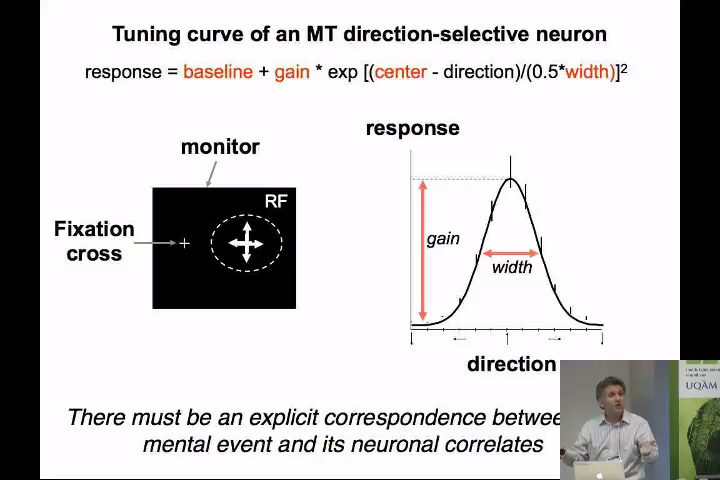 Tuning curve of an MT direction-selective neuron
response = baseline + gain * exp [(center - direction)/(0.5*width)]²
monitor
RF
Fixation
cross
response
gain
width
direction
There must be an explicit correspondence betwee
mental event and its neuronal correlates
UQÀM